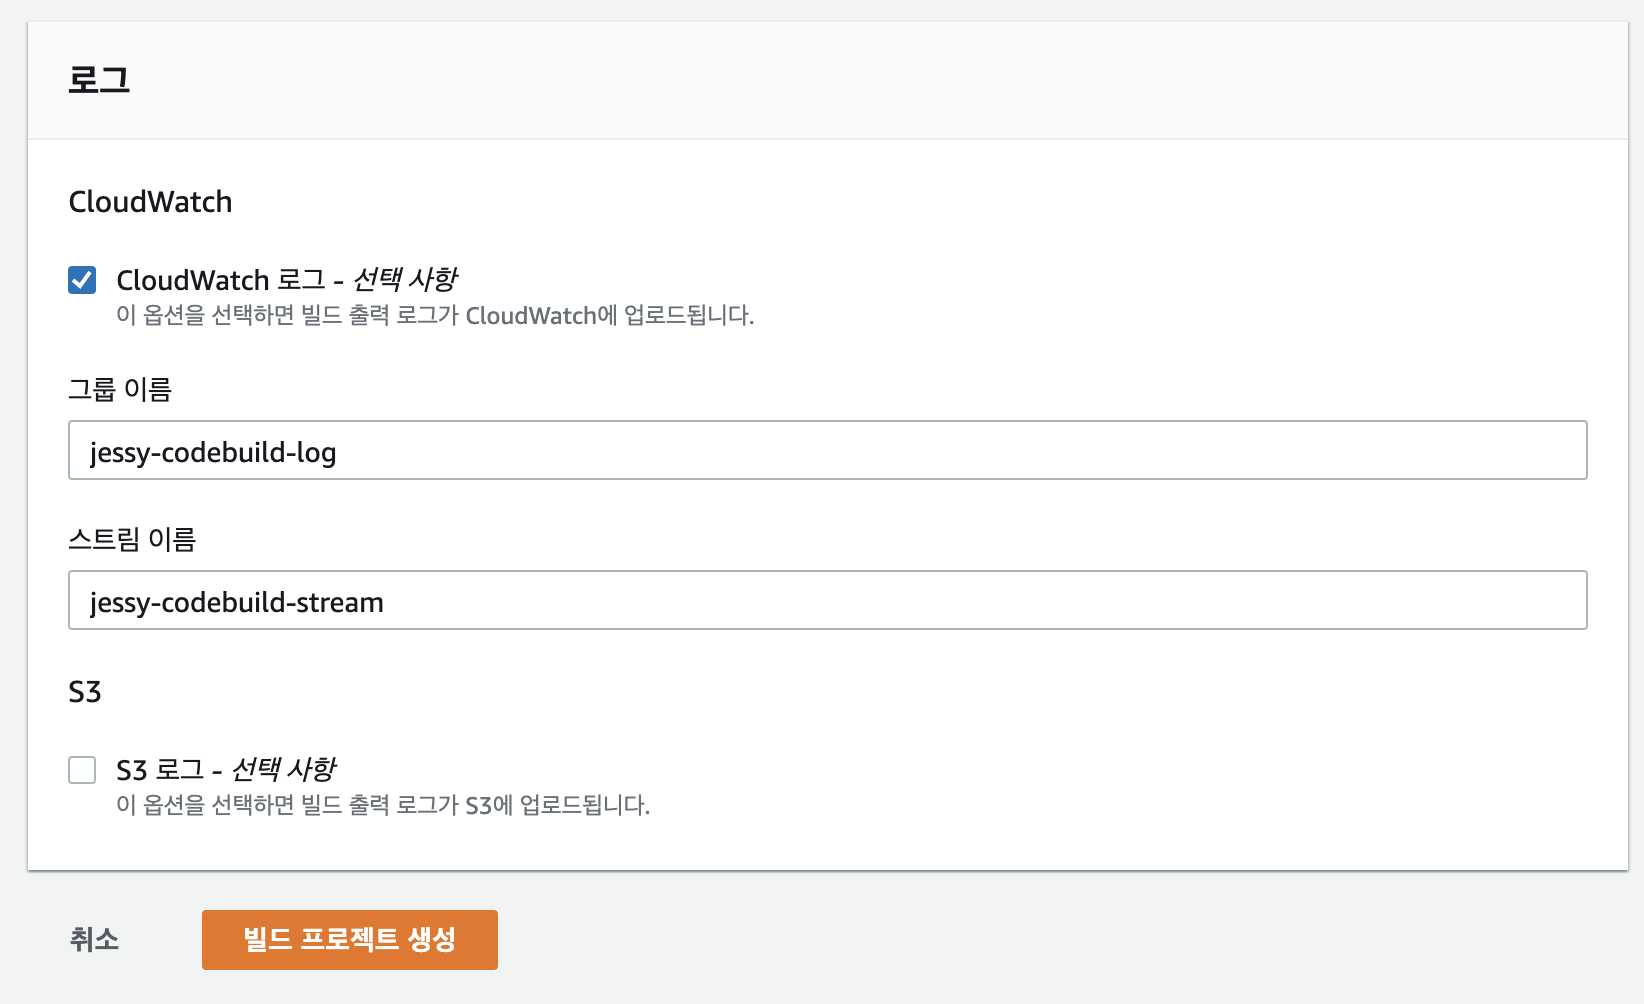 로그
CloudWatch
CloudWatch 로그 - 선택 사항
이 옵션을 선택하면 빌드 출력 로그가 CloudWatch에 업로드됩니다.
그룹 이름
jessy-codebuild-log
스트림 이름
jessy-codebuild-stream
S3
S3 로그 - 선택 사항
이 옵션을 선택하면 빌드 출력 로그가 S3에 업로드됩니다.
취소
빌드 프로젝트 생성